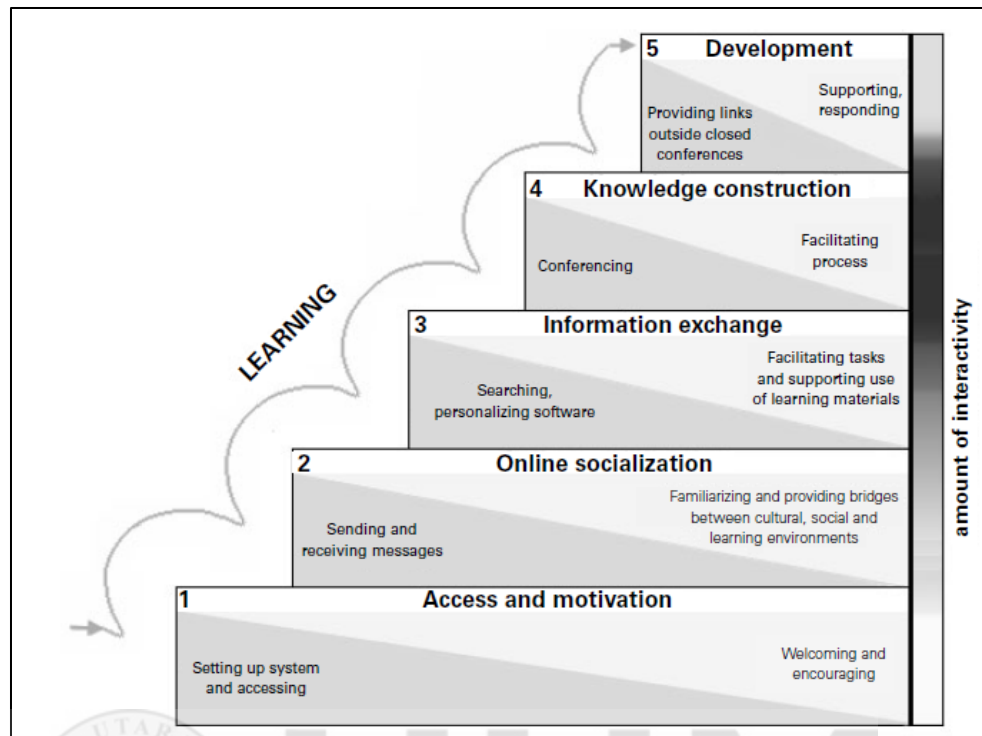 5 Development
Supporting,
responding
Providing links
outside closed
conferences
4 Knowledge construction
Facilitating
process
Conferencing
LEARNING
3 Information exchange
Facilitating tasks
and supporting use
of learning materials
Searching,
personalizing software
amount of interactivity
2 Online socialization
Familiarizing and providing bridges
between cultural, social and
learning environments
Sending and
receiving messages
1 Access and motivation
Welcoming and
encouraging
Setting up system
and accessing
UTAR